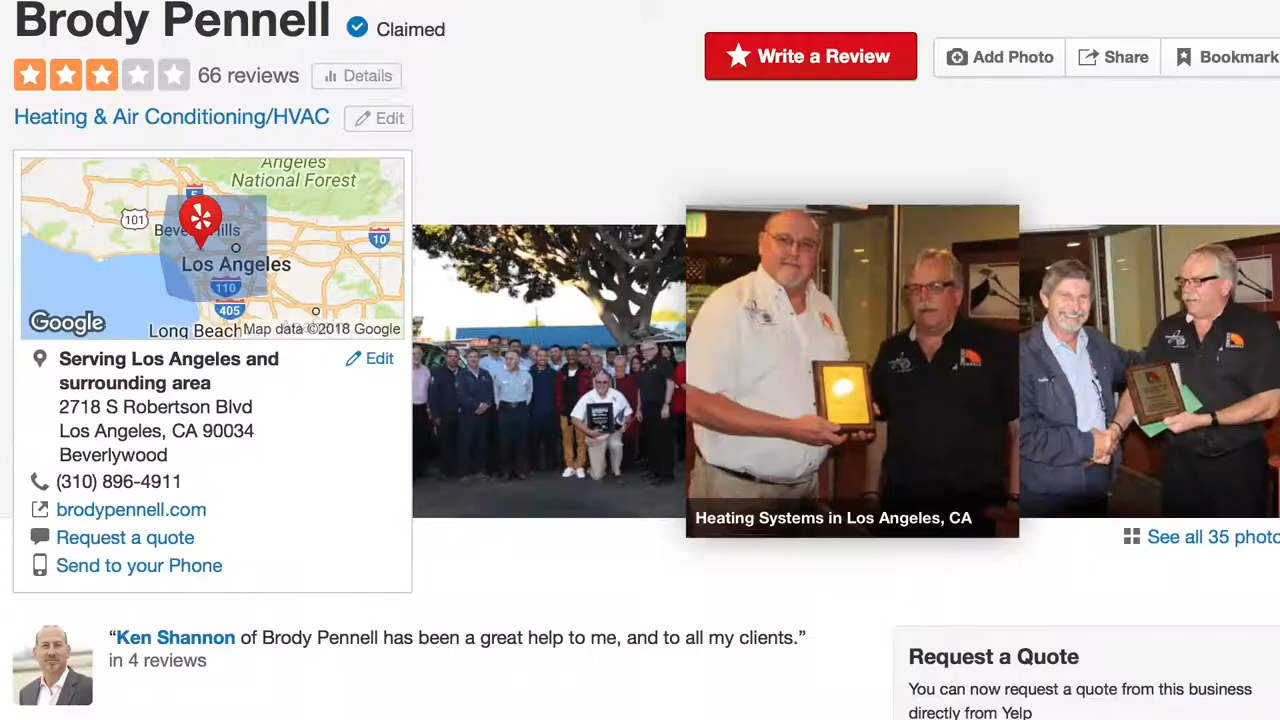 Brody Pennell
Claimed
66 reviews
Details
Heating & Air Conditioning/HVAC
Edit
Write a Review
Add Photo
Share
Bookmark
Angeles
National Forest
5
101
Beverly Hills
10
Los Angeles
110
405
Google
Long Beach
Map data ©2018 Google
Serving Los Angeles and
surrounding area
Edit
2718 S Robertson Blvd
Los Angeles, CA 90034
Beverlywood
(310) 896-4911
brodypennell.com
Request a quote
Send to your Phone
Heating Systems in Los Angeles, CA
See all 35 photo
“Ken Shannon of Brody Pennell has been a great help to me, and to all my clients.”
in 4 reviews
Request a Quote
You can now request a quote from this business
directly from Yelp